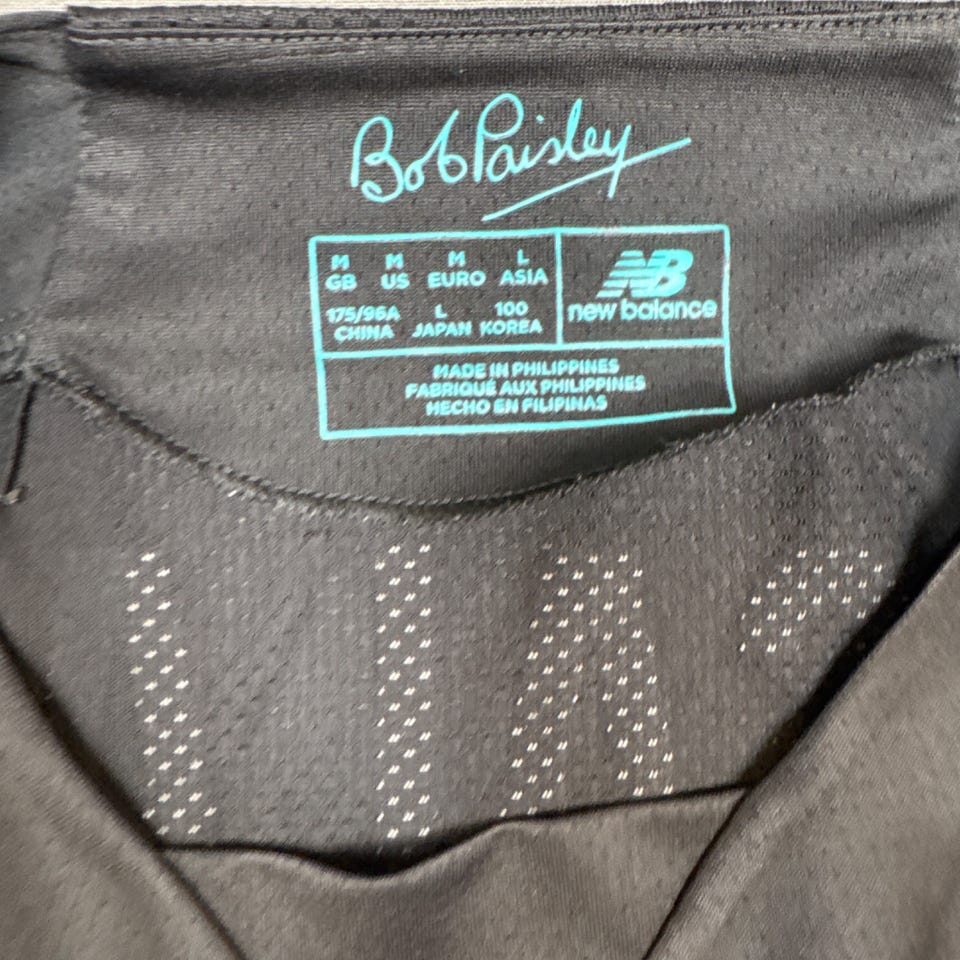 Bob Paisley
M M M L
GB US EURO ASIA
175/96A L 100
CHINA JAPAN KOREA
NB
new balance
MADE IN PHILIPPINES
FABRIQUÉ AUX PHILIPPINES
HECHO EN FILIPINAS